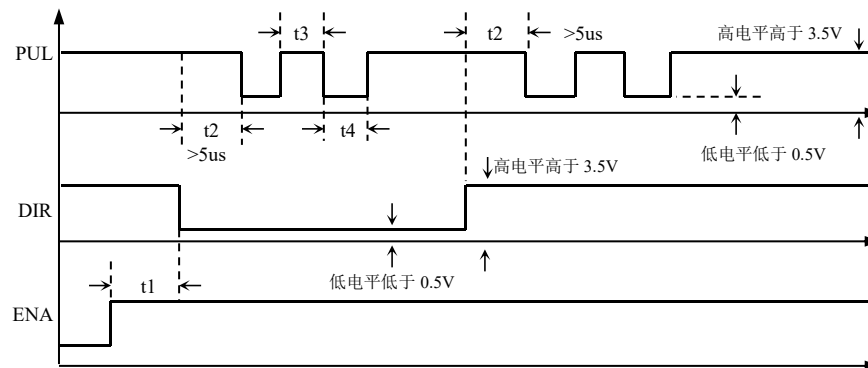 t3
t2
>5us
高电平高于 3.5V
PUL
t2
t4
>5us
低电平低于 0.5V
高电平高于 3.5V
DIR
低电平低于 0.5V
t1
ENA